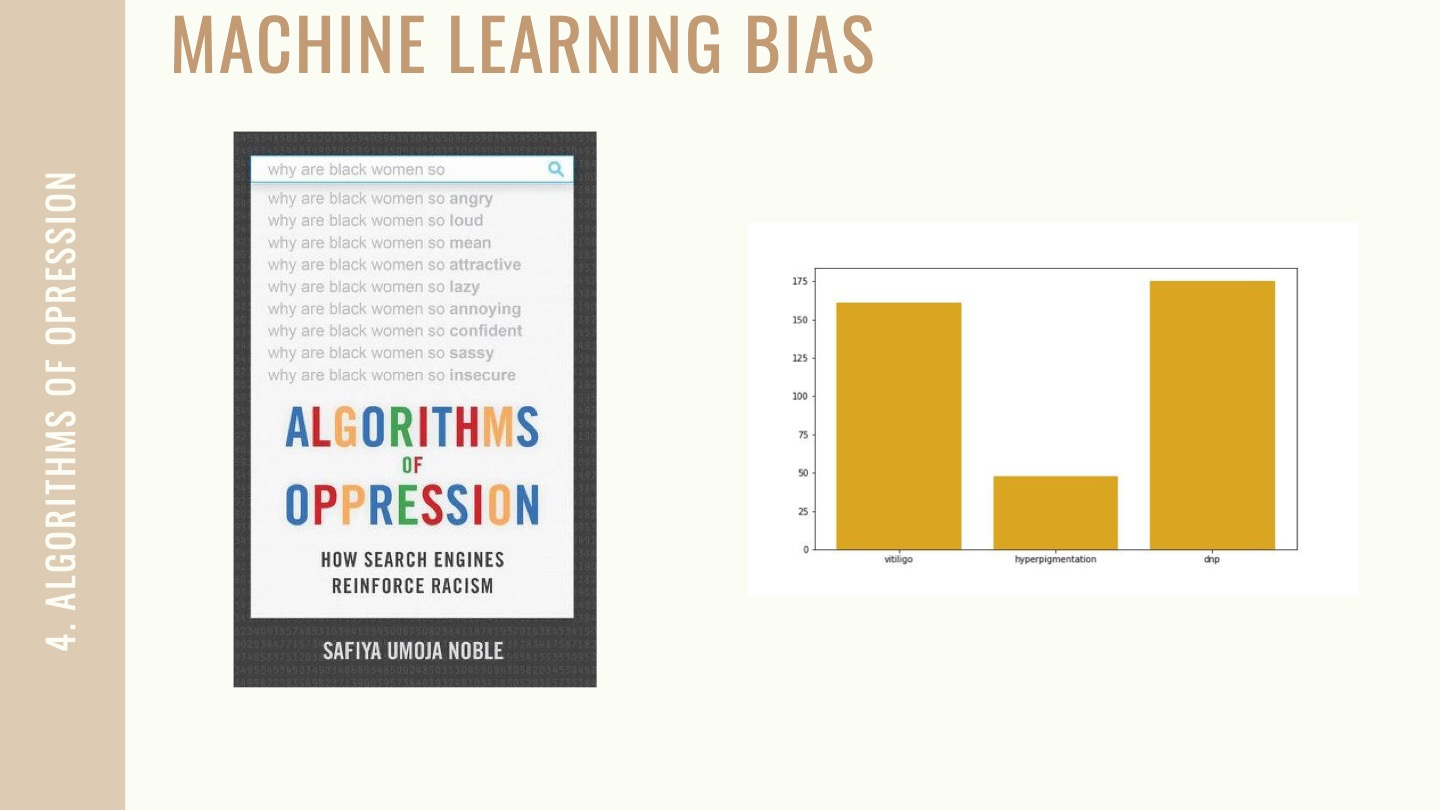 MACHINE LEARNING BIAS
4. ALGORITHMS OF OPRESSION
why are black women so
why are black women so angry
why are black women so loud
why are black women so mean
why are black women so attractive
why are black women so lazy
why are black women so annoying
why are black women so confident
why are black women so sassy
why are black women so insecure
ALGORITHMS
OF
OPPRESSION
HOW SEARCH ENGINES
REINFORCE RACISM
SAFIYA UMOJA NOBLE
175
150
125
100
75
50
25
0
vitiligo hyperpigmentation dnp